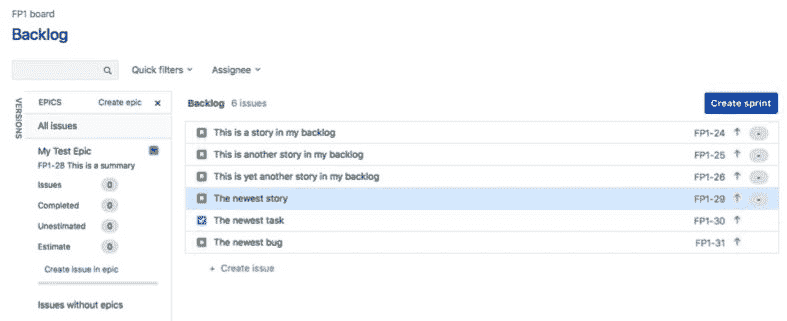 FP1 board
Backlog
Quick filters
Assignee
VERSIONS
EPICS Create epic ×
All issues
My Test Epic
FP1-28 This is a summary
Issues 0
Completed 0
Unestimated 0
Estimate 0
Create issue in epic
Issues without epics
Backlog 6 issues
Create sprint
This is a story in my backlog FP1-24 ↑ -
This is another story in my backlog FP1-25 ↑ -
This is yet another story in my backlog FP1-26 ↑ -
The newest story FP1-29 ↑ -
The newest task FP1-30 ↑
The newest bug FP1-31 ↑
+ Create issue